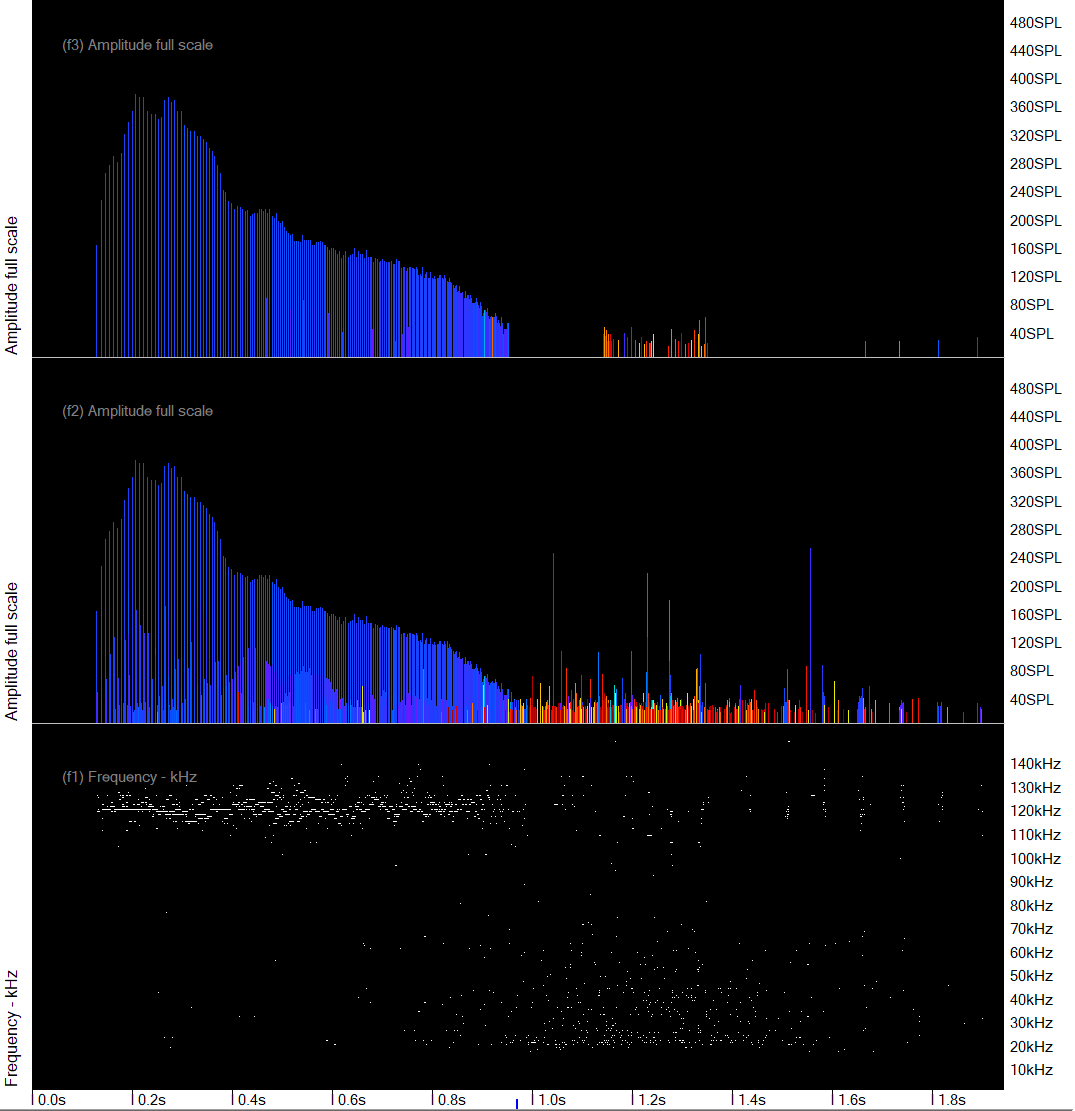 (f3) Amplitude full scale
Amplitude full scale
480SPL
440SPL
400SPL
360SPL
320SPL
280SPL
240SPL
200SPL
160SPL
120SPL
80SPL
40SPL
(f2) Amplitude full scale
Amplitude full scale
480SPL
440SPL
400SPL
360SPL
320SPL
280SPL
240SPL
200SPL
160SPL
120SPL
80SPL
40SPL
(f1) Frequency - kHz
Frequency - kHz
140kHz
130kHz
120kHz
110kHz
100kHz
90kHz
80kHz
70kHz
60kHz
50kHz
40kHz
30kHz
20kHz
10kHz
0.0s 0.2s 0.4s 0.6s 0.8s 1.0s 1.2s 1.4s 1.6s 1.8s